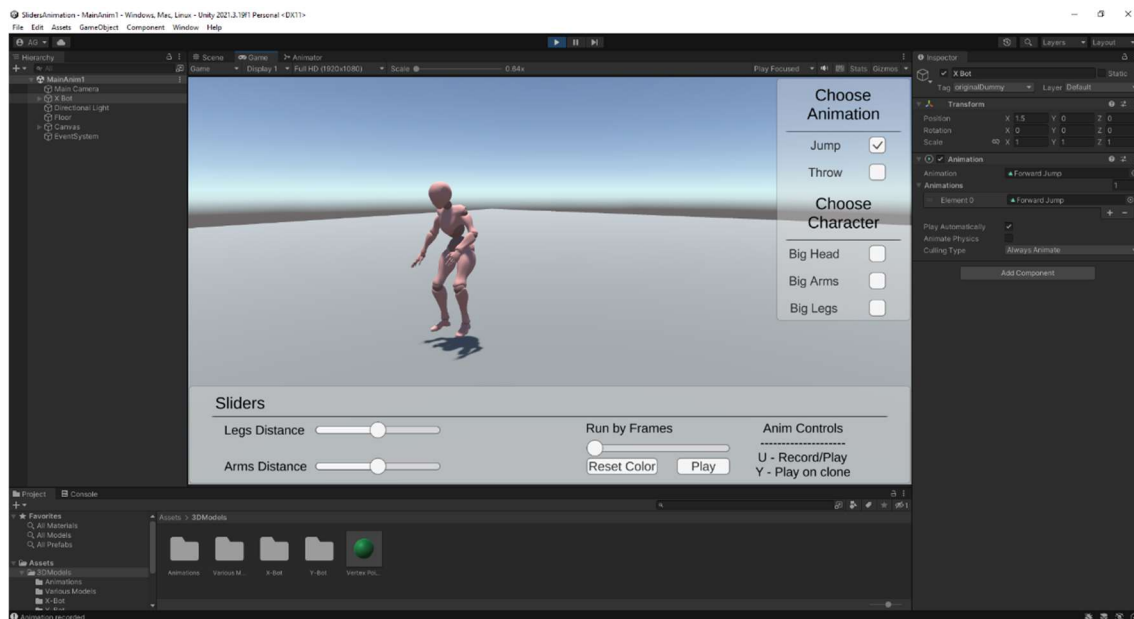 SlidersAnimation - MainAnim1 - Windows, Mac, Linux - Unity 2021.3.19f1 Personal <DX11>
File Edit Assets GameObject Component Window Help
AG
Layers Layout
Hierarchy
All
MainAnim1
Main Camera
X Bot
Directional Light
Floor
Canvas
EventSystem
Scene Game Animator
Game Display 1 Full HD (1920x1080) Scale 0.64x Play Focused Stats Gizmos
Choose
Animation
Jump
Throw
Choose
Character
Big Head
Big Arms
Big Legs
Sliders
Legs Distance
Arms Distance
Run by Frames
Reset Color Play
Anim Controls
--------------------
U - Record/Play
Y - Play on clone
Inspector
X Bot Static
Tag originalDummy Layer Default
Transform
Position X 1.5 Y 0 Z 0
Rotation X 0 Y 0 Z 0
Scale X 1 Y 1 Z 1
Animation
Animation Forward Jump
Animations 1
Element 0 Forward Jump
+ -
Play Automatically
Animate Physics
Culling Type Always Animate
Add Component
Project Console
Favorites
All Materials
All Models
All Prefabs
Assets
3DModels
Animations
Various Models
X-Bot
Y-Bot
Assets > 3DModels
Animations Various M... X-Bot Y-Bot Vertex Poi...
Animation recorded